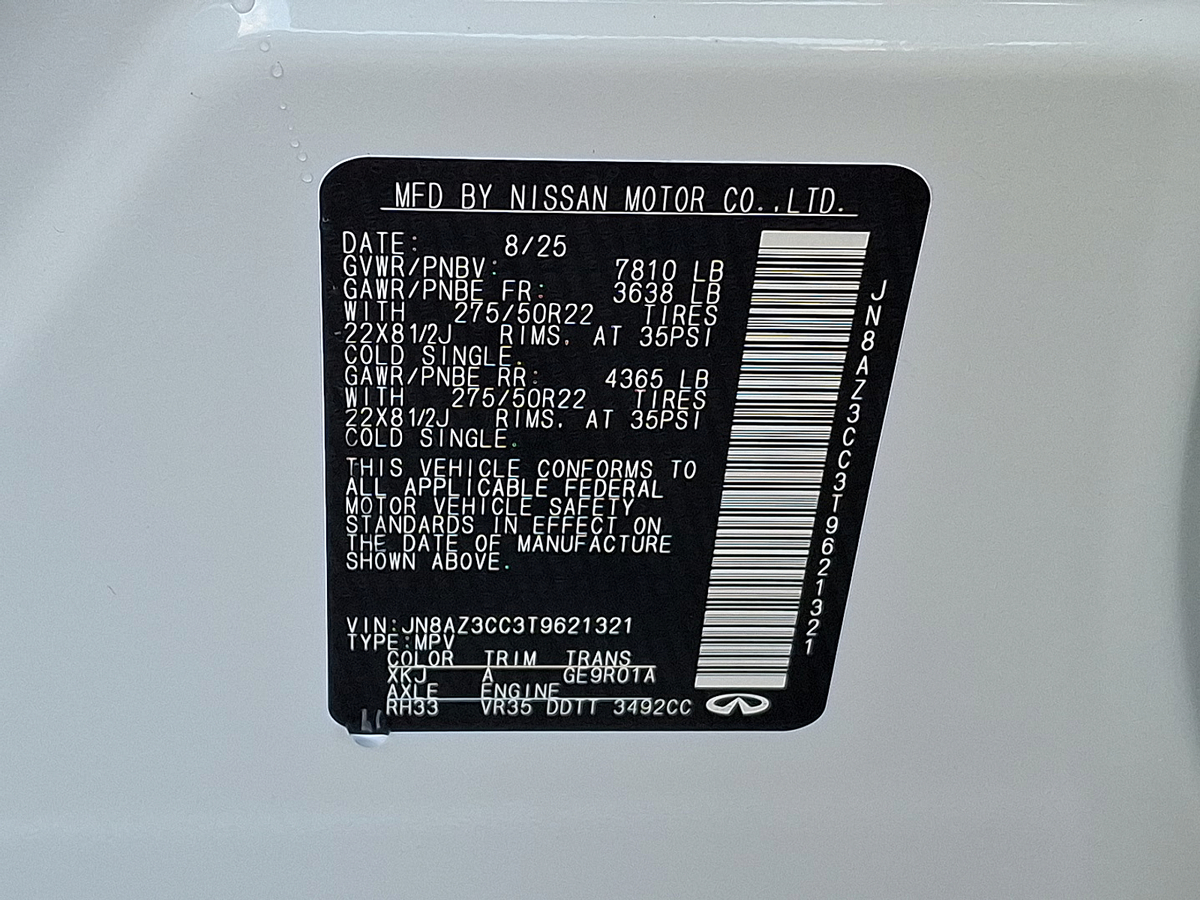 MFD BY NISSAN MOTOR CO.,LTD.
DATE: 8/25
GVWR/PNBV: 7810 LB
GAWR/PNBE FR: 3638 LB
WITH 275/50R22 TIRES
22X81/2J RIMS, AT 35PSI
COLD SINGLE.
GAWR/PNBE RR: 4365 LB
WITH 275/50R22 TIRES
22X81/2J RIMS, AT 35PSI
COLD SINGLE.
THIS VEHICLE CONFORMS TO
ALL APPLICABLE FEDERAL
MOTOR VEHICLE SAFETY
STANDARDS IN EFFECT ON
THE DATE OF MANUFACTURE
SHOWN ABOVE.
VIN:JN8AZ3CC3T9621321
TYPE:MPV
COLOR TRIM TRANS
XKJ A GE9R01A
AXLE ENGINE
RH33 VR35 DDTT 3492CC
JN8AZ3CC3T9621321